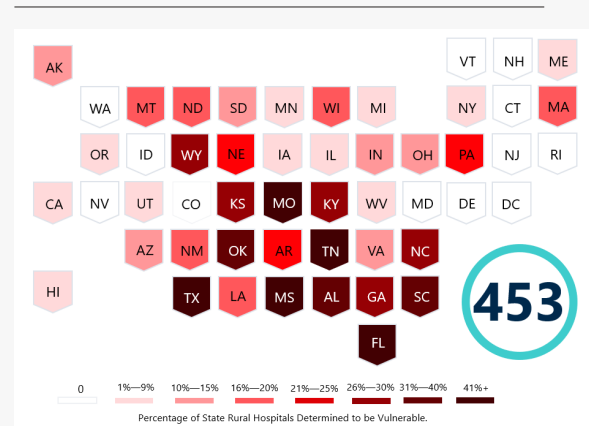 AK VT NH ME
WA MT ND SD MN WI MI NY CT MA
OR ID WY NE IA IL IN OH PA NJ RI
CA NV UT CO KS MO KY WV MD DE DC
AZ NM OK AR TN VA NC
HI TX LA MS AL GA SC
453
FL
0 1%—9% 10%—15% 16%—20% 21%—25% 26%—30% 31%—40% 41%+
Percentage of State Rural Hospitals Determined to be Vulnerable.